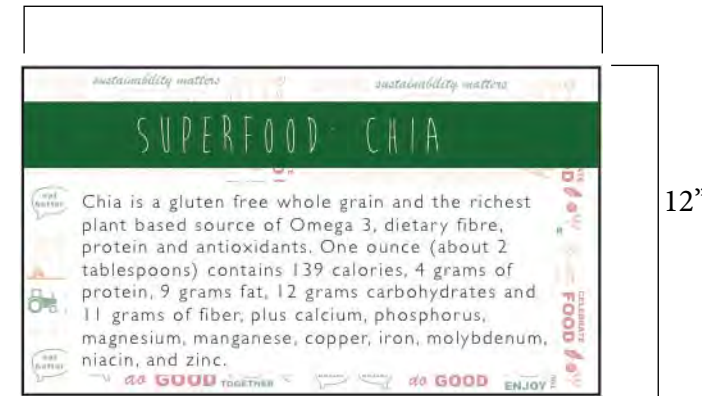 sustainability matters sustainability matters
SUPERFOOD: CHIA
12”
eat better
Chia is a gluten free whole grain and the richest
plant based source of Omega 3, dietary fibre,
protein and antioxidants. One ounce (about 2
tablespoons) contains 139 calories, 4 grams of
protein, 9 grams fat, 12 grams carbohydrates and
11 grams of fiber, plus calcium, phosphorus,
magnesium, manganese, copper, iron, molybdenum,
niacin, and zinc.
CELEBRATE
FOOD
eat better
do GOOD TOGETHER do GOOD ENJOY